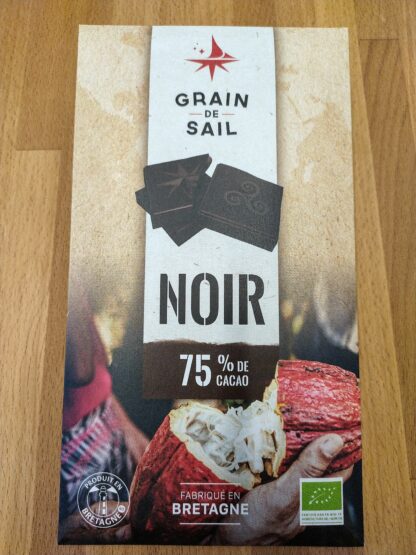 GRAIN
DE
SAIL
NOIR
75 % DE
CACAO
PRODUIT EN
BRETAGNE
FABRIQUÉ EN
BRETAGNE